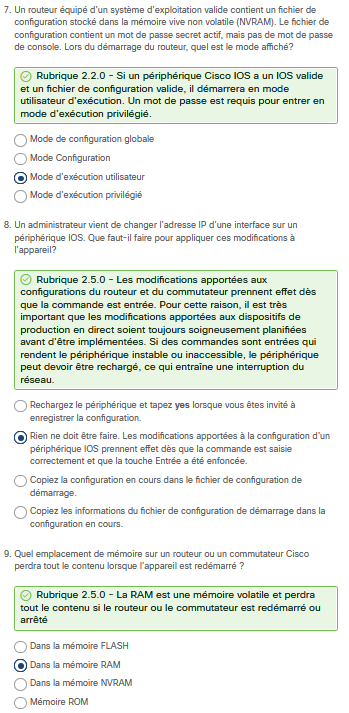 7. Un routeur équipé d'un système d'exploitation valide contient un fichier de
configuration stocké dans la mémoire vive non volatile (NVRAM). Le fichier de
configuration contient un mot de passe secret actif, mais pas de mot de passe
de console. Lors du démarrage du routeur, quel est le mode affiché?
Rubrique 2.2.0 - Si un périphérique Cisco IOS a un IOS valide
et un fichier de configuration valide, il démarrera en mode
utilisateur d'exécution. Un mot de passe est requis pour entrer en
mode d'exécution privilégié.
Mode de configuration globale
Mode Configuration
Mode d'exécution utilisateur
Mode d'exécution privilégié
8. Un administrateur vient de changer l'adresse IP d'une interface sur un
périphérique IOS. Que faut-il faire pour appliquer ces modifications à
l'appareil?
Rubrique 2.5.0 - Les modifications apportées aux
configurations du routeur et du commutateur prennent effet dès
que la commande est entrée. Pour cette raison, il est très
important que les modifications apportées aux dispositifs de
production en direct soient toujours soigneusement planifiées
avant d'être implémentées. Si des commandes sont entrées qui
rendent le périphérique instable ou inaccessible, le périphérique
peut devoir être rechargé, ce qui entraîne une interruption du
réseau.
Rechargez le périphérique et tapez yes lorsque vous êtes invité à
enregistrer la configuration.
Rien ne doit être faire. Les modifications apportées à la configuration d'un
périphérique IOS prennent effet dès que la commande est saisie
correctement et que la touche Entrée a été enfoncée.
Copiez la configuration en cours dans le fichier de configuration de
démarrage.
Copiez les informations du fichier de configuration de démarrage dans la
configuration en cours.
9. Quel emplacement de mémoire sur un routeur ou un commutateur Cisco
perdra tout le contenu lorsque l'appareil est redémarré ?
Rubrique 2.5.0 - La RAM est une mémoire volatile et perdra
tout le contenu si le routeur ou le commutateur est redémarré ou
arrêté
Dans la mémoire FLASH
Dans la mémoire RAM
Dans la mémoire NVRAM
Mémoire ROM